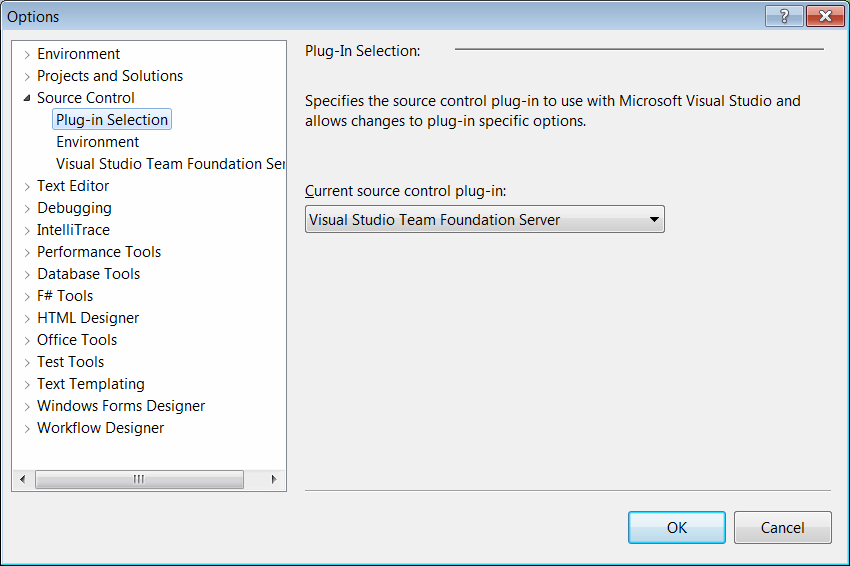 Options
Environment
Projects and Solutions
Source Control
Plug-in Selection
Environment
Visual Studio Team Foundation Ser
Text Editor
Debugging
IntelliTrace
Performance Tools
Database Tools
F# Tools
HTML Designer
Office Tools
Test Tools
Text Templating
Windows Forms Designer
Workflow Designer
Plug-In Selection:
Specifies the source control plug-in to use with Microsoft Visual Studio and
allows changes to plug-in specific options.
Current source control plug-in:
Visual Studio Team Foundation Server
OK
Cancel